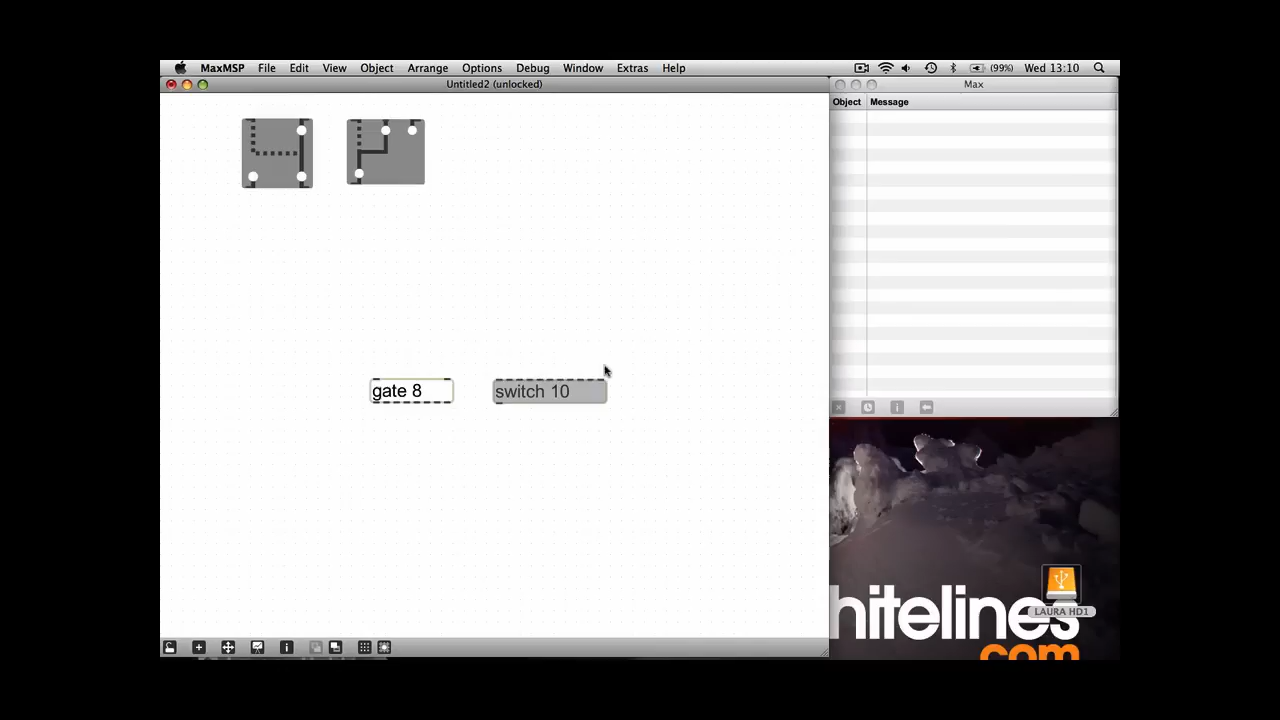 MaxMSP File Edit View Object Arrange Options Debug Window Extras Help (99%) Wed 13:10
Untitled2 (unlocked)
Max
Object Message
gate 8
switch 10
hitelines
LAURA HD1
com